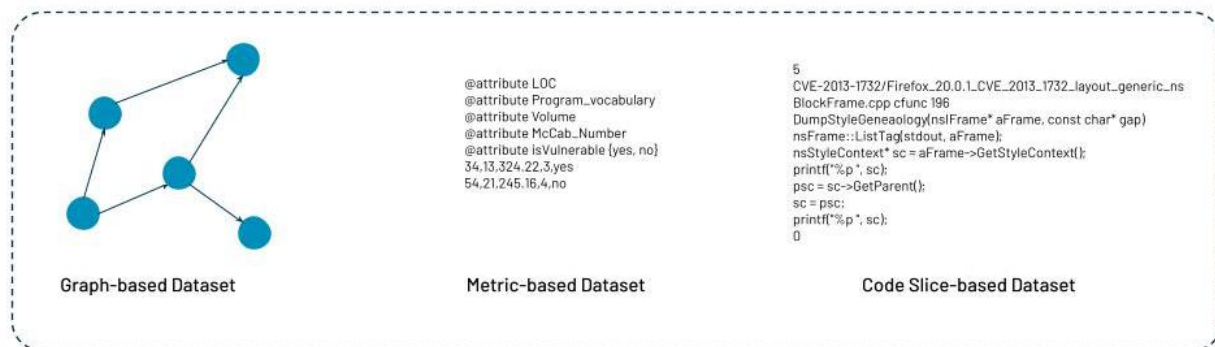 @attribute LOC
@attribute Program_vocabulary
@attribute Volume
@attribute McCab_Number
@attribute isVulnerable {yes, no}
34,13,324.22,3,yes
54,21,245.16,4,no
5
CVE-2013-1732/Firefox_20.0.1_CVE_2013_1732_layout_generic_ns
BlockFrame.cpp cfunc 196
DumpStyleGeneaology(nsIFrame* aFrame, const char* gap)
nsFrame::ListTag(stdout, aFrame);
nsStyleContext* sc = aFrame->GetStyleContext();
printf("%p ", sc);
psc = sc->GetParent();
sc = psc;
printf("%p ", sc);
0
Graph-based Dataset
Metric-based Dataset
Code Slice-based Dataset